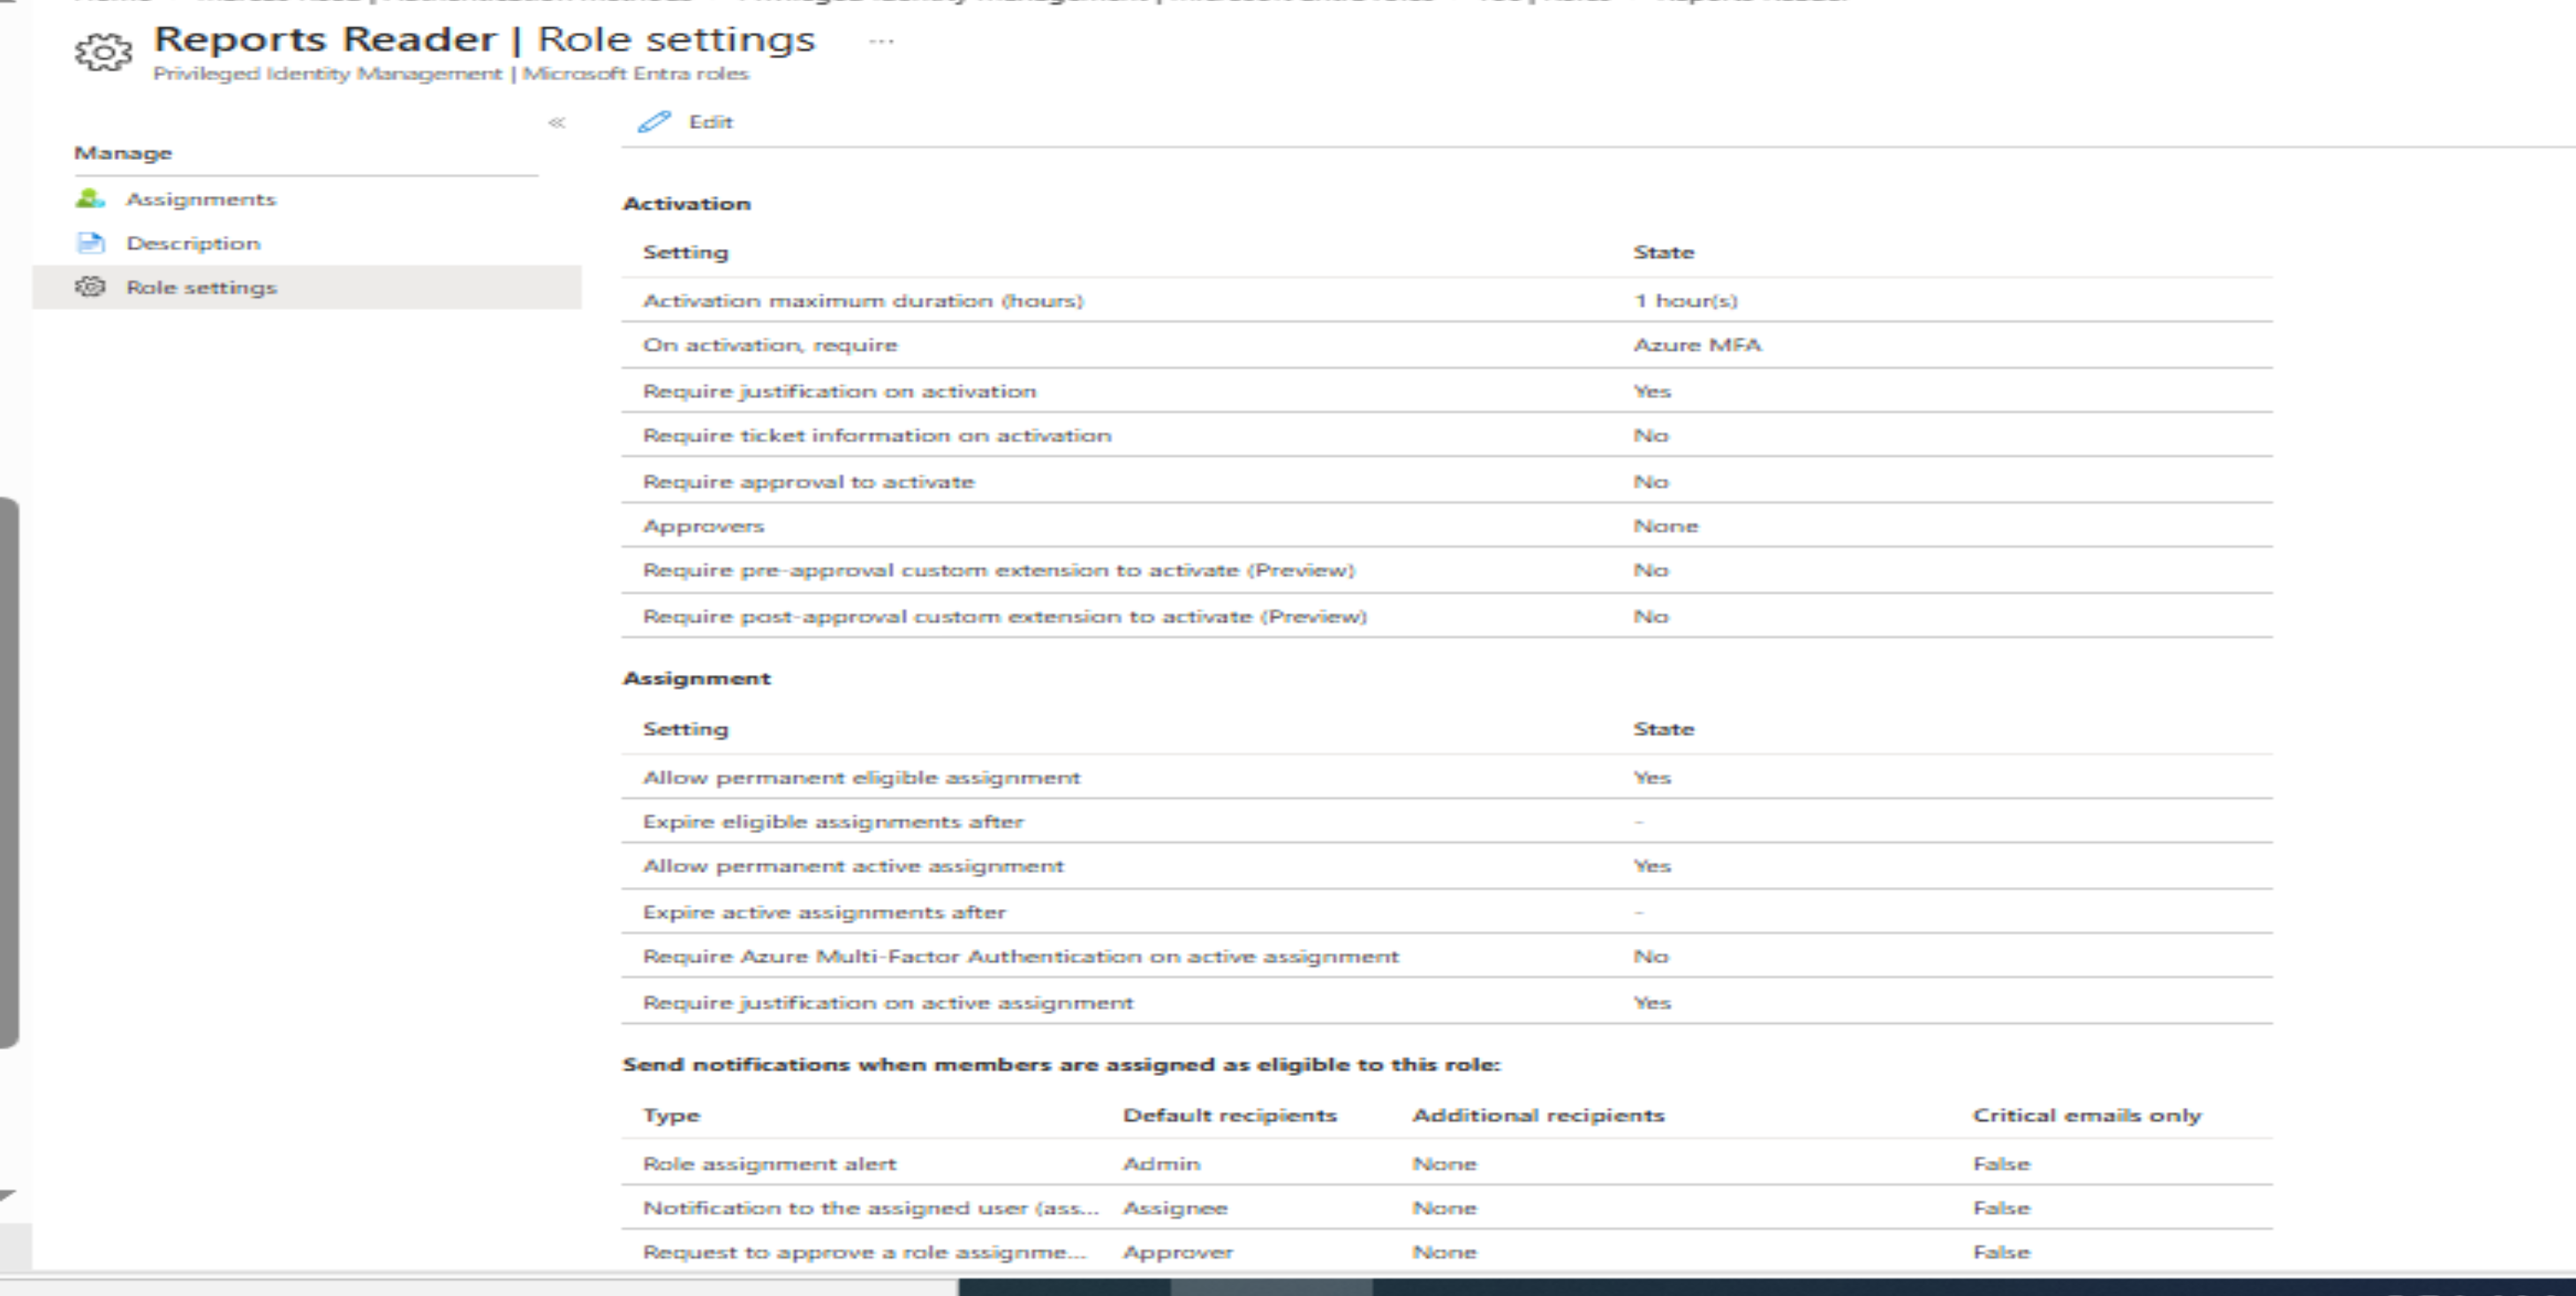 Reports Reader | Role settings ...
Privileged Identity Management | Microsoft Entra roles
«
Edit
Manage
Assignments
Description
Role settings
Activation
Setting State
Activation maximum duration (hours) 1 hour(s)
On activation, require Azure MFA
Require justification on activation Yes
Require ticket information on activation No
Require approval to activate No
Approvers None
Require pre-approval custom extension to activate (Preview) No
Require post-approval custom extension to activate (Preview) No
Assignment
Setting State
Allow permanent eligible assignment Yes
Expire eligible assignments after -
Allow permanent active assignment Yes
Expire active assignments after -
Require Azure Multi-Factor Authentication on active assignment No
Require justification on active assignment Yes
Send notifications when members are assigned as eligible to this role:
Type Default recipients Additional recipients Critical emails only
Role assignment alert Admin None False
Notification to the assigned user (ass... Assignee None False
Request to approve a role assignme... Approver None False